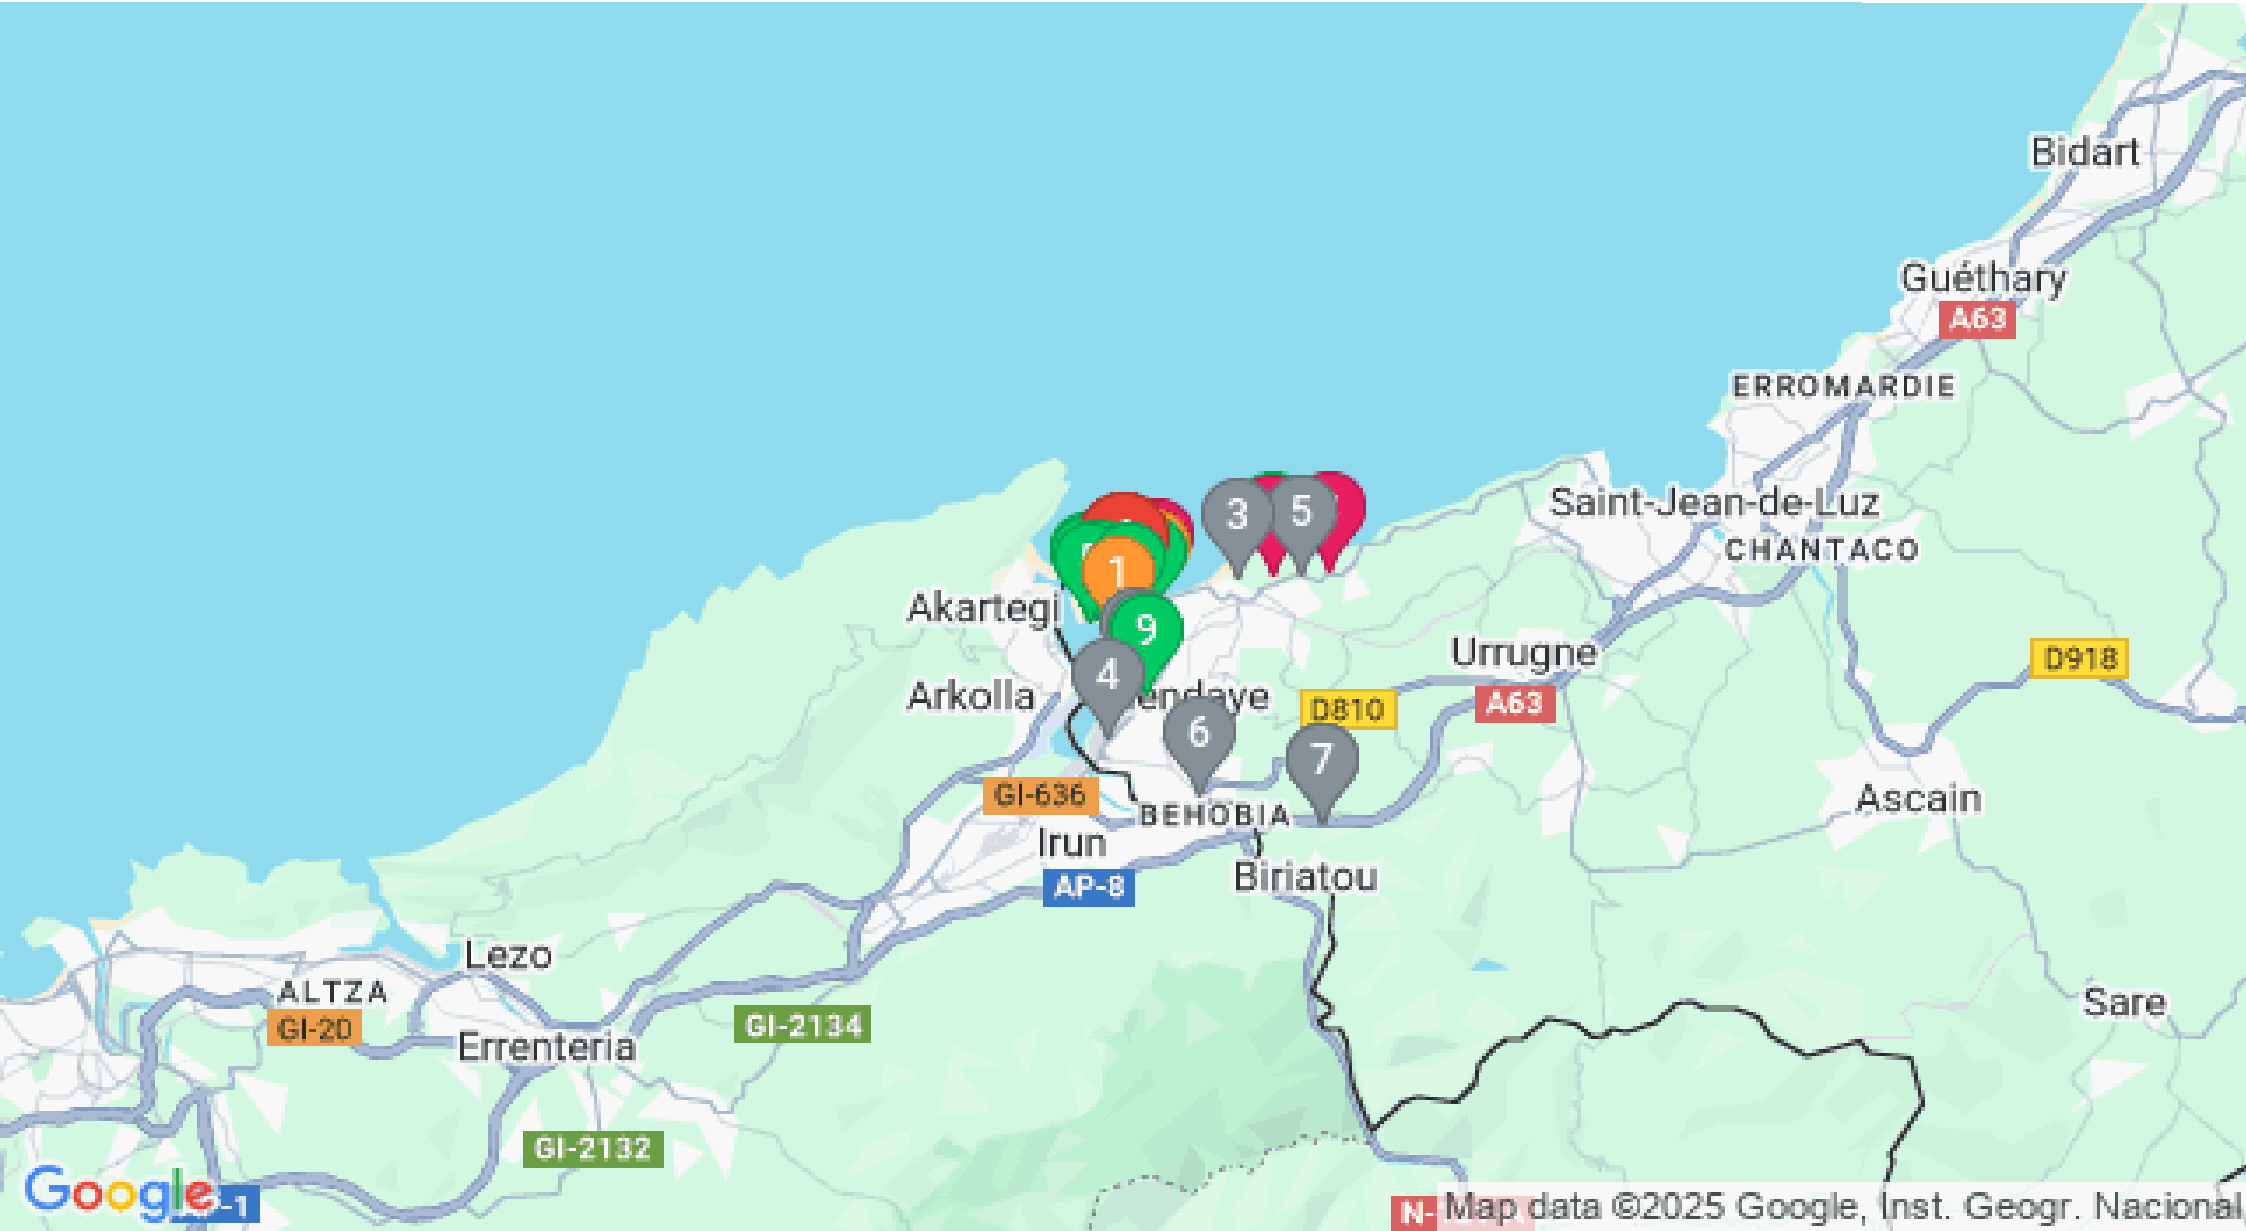 Bidart
Guéthary
A63
ERROMARDIE
3
5
Saint-Jean-de-Luz
CHANTACO
1
Akartegi
9
Urrugne
D918
4
Arkolla
endaye
D810
A63
6
7
GI-636
BEHOBIA
Ascain
Irun
Biriatou
AP-8
Lezo
ALTZA
Sare
GI-20
GI-2134
Errenteria
GI-2132
Google
P-1
N-
Map data ©2025 Google, Inst. Geogr. Nacional